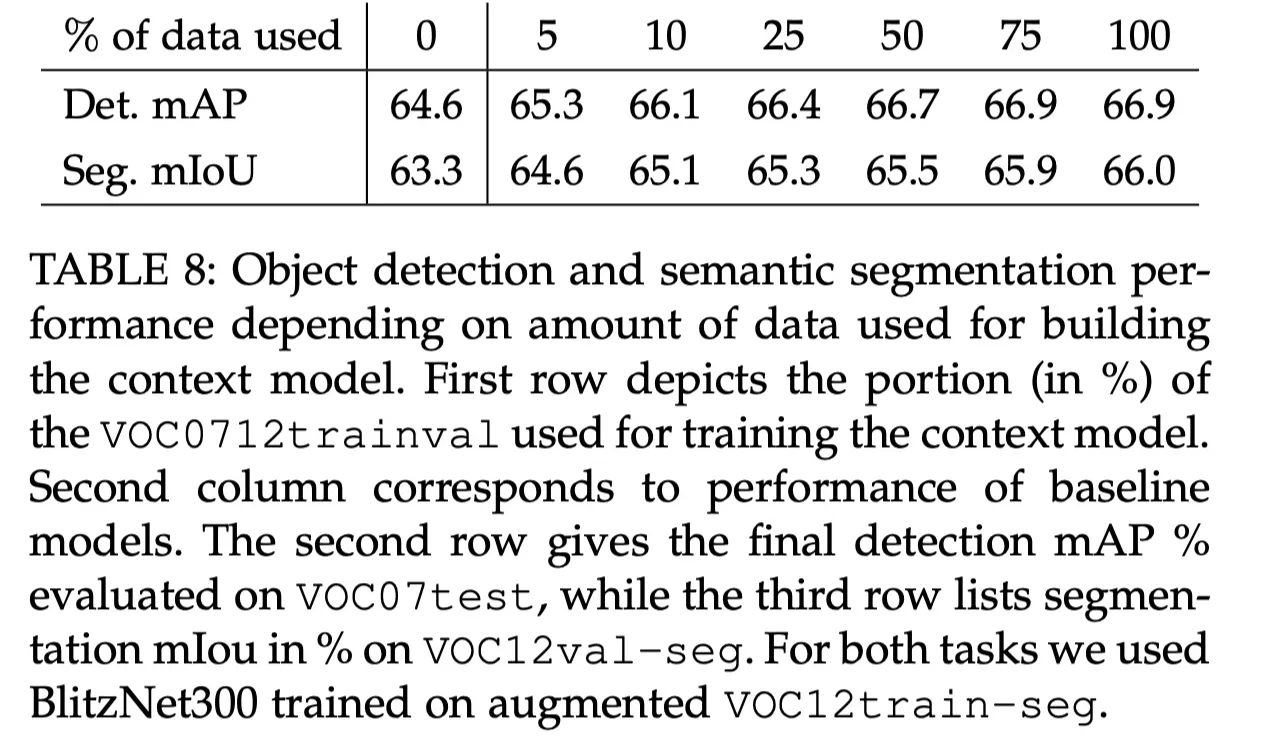 % of data used 0 5 10 25 50 75 100
Det. mAP 64.6 65.3 66.1 66.4 66.7 66.9 66.9
Seg. mIoU 63.3 64.6 65.1 65.3 65.5 65.9 66.0
TABLE 8: Object detection and semantic segmentation per-
formance depending on amount of data used for building
the context model. First row depicts the portion (in %) of
the VOC0712trainval used for training the context model.
Second column corresponds to performance of baseline
models. The second row gives the final detection mAP %
evaluated on VOC07test, while the third row lists segmen-
tation mIou in % on VOC12val-seg. For both tasks we used
BlitzNet300 trained on augmented VOC12train-seg.